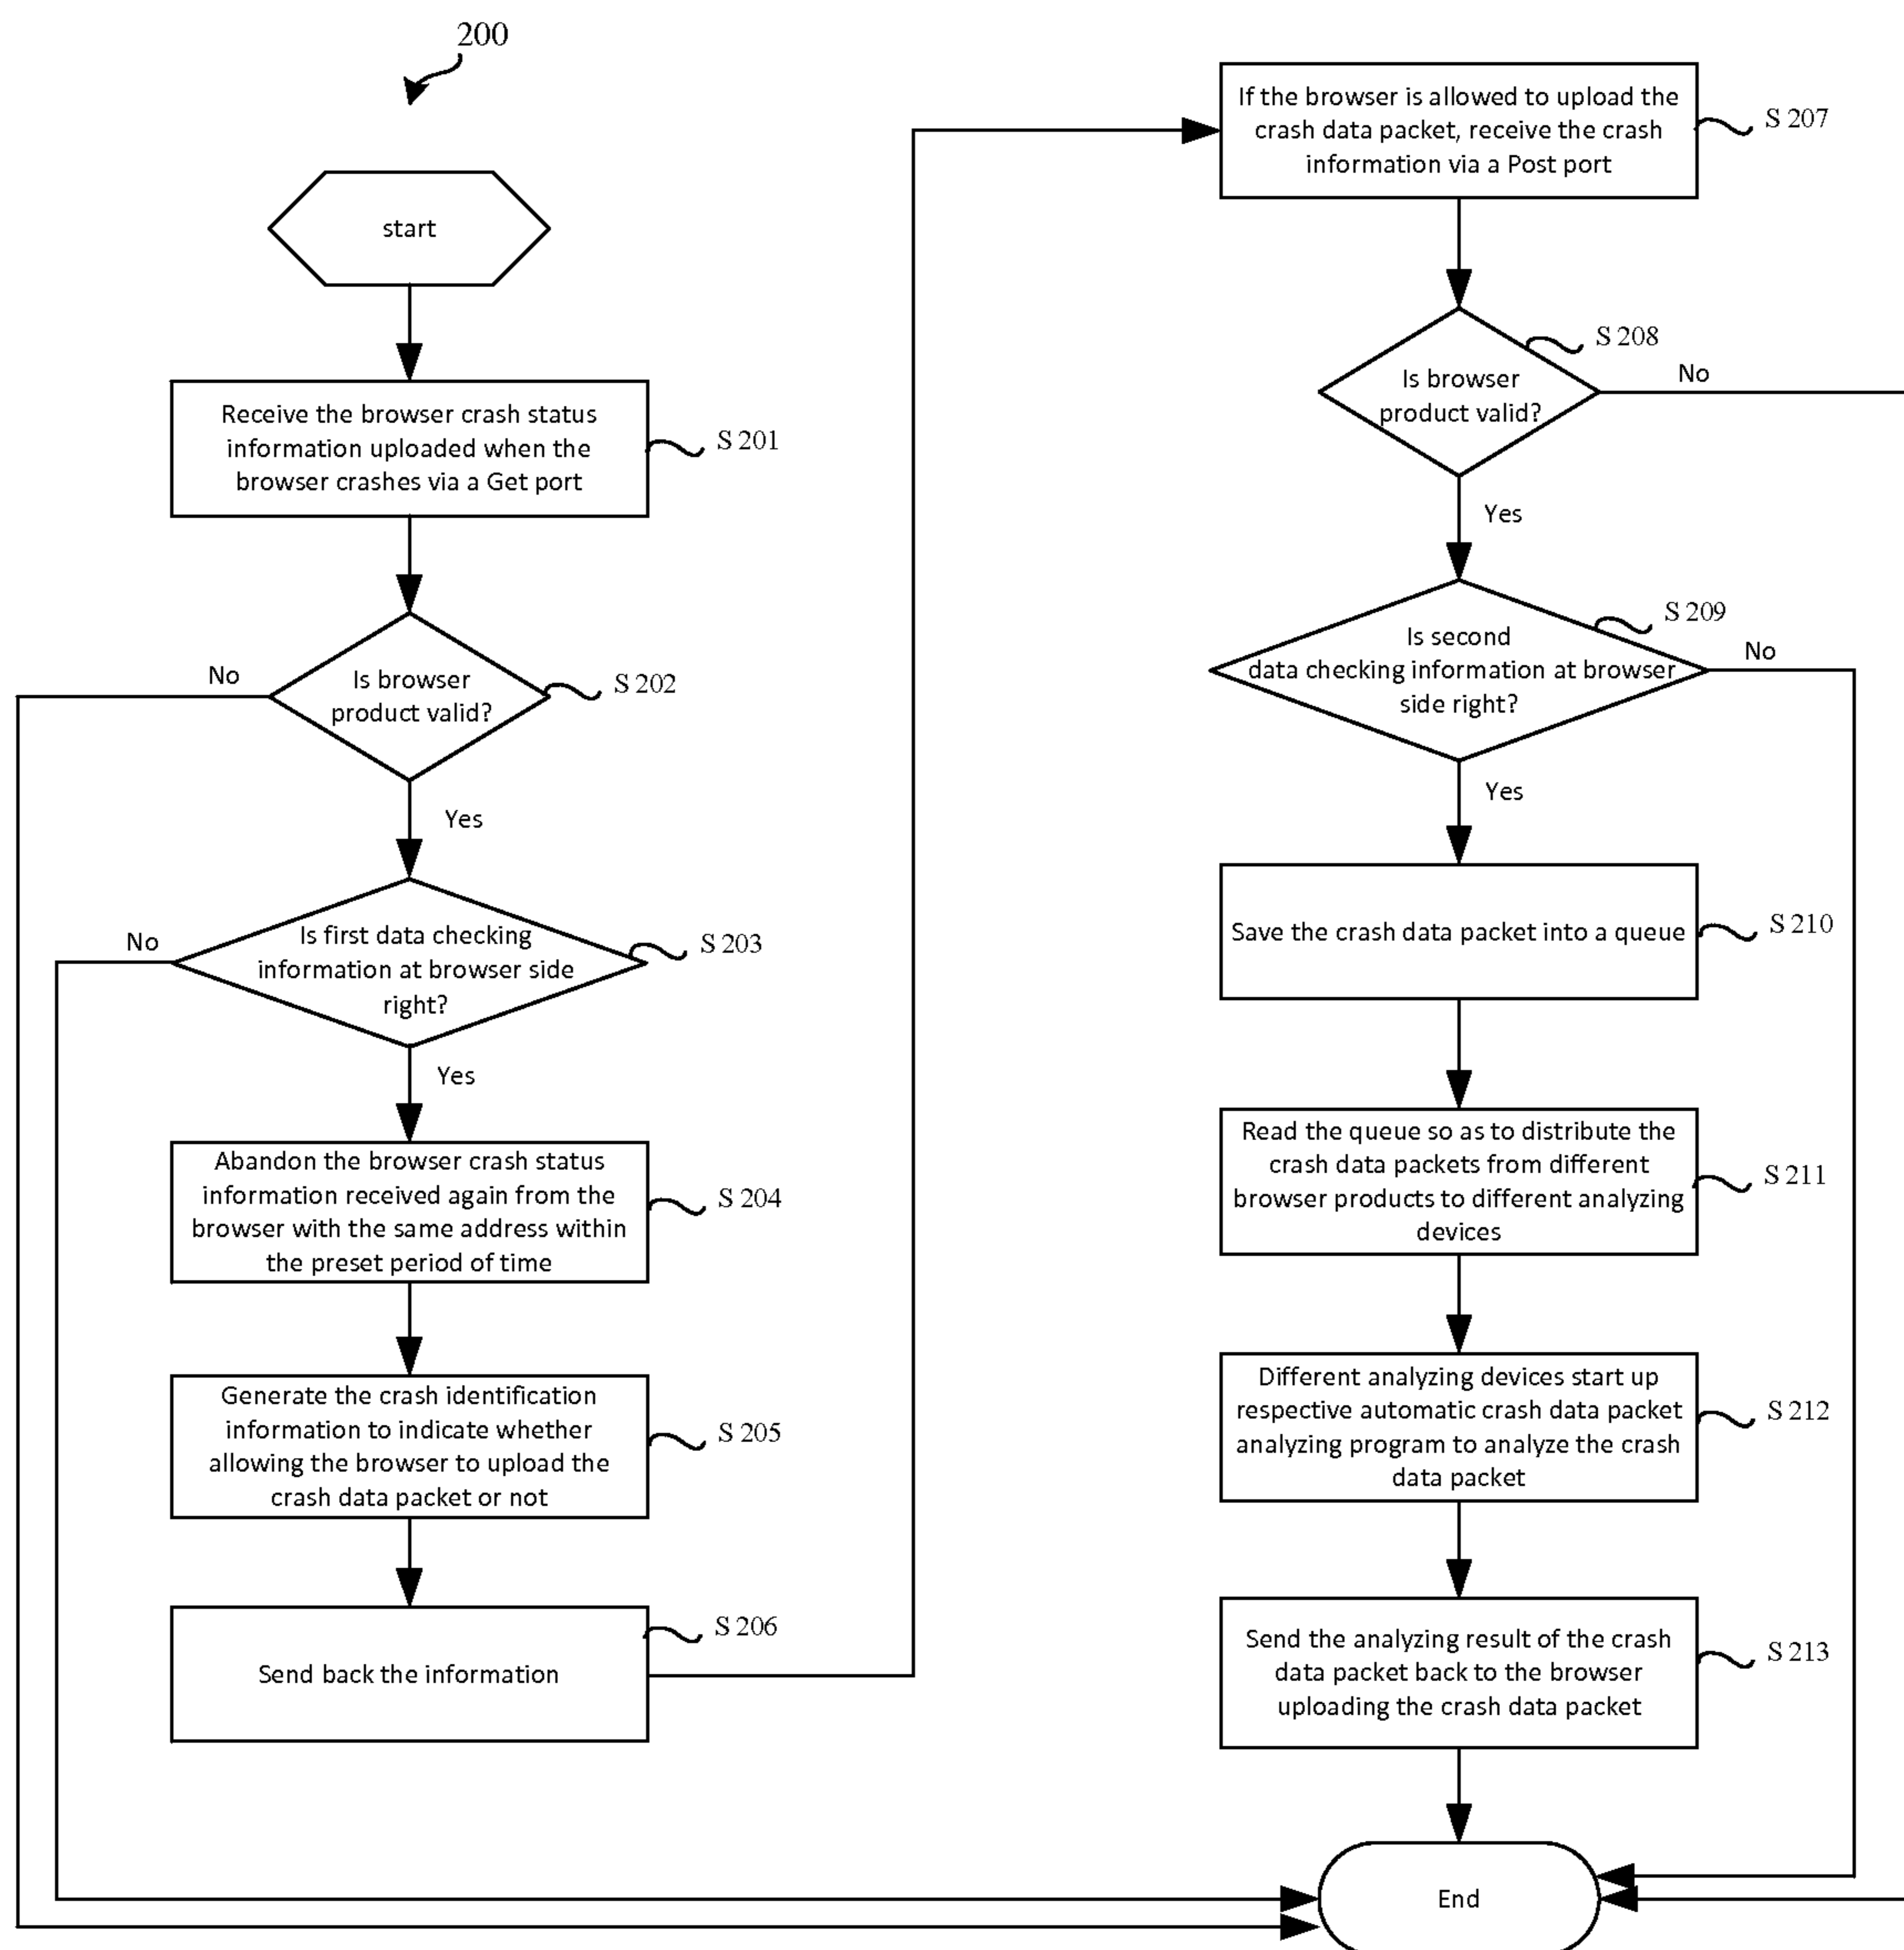 200
start
Receive the browser crash status
information uploaded when the
browser crashes via a Get port
S 201
Is browser
product valid?
S 202
No
Yes
Is first data checking
information at browser side
right?
S 203
No
Yes
Abandon the browser crash status
information received again from the
browser with the same address within
the preset period of time
S 204
Generate the crash identification
information to indicate whether
allowing the browser to upload the
crash data packet or not
S 205
Send back the information
S 206
If the browser is allowed to upload the
crash data packet, receive the crash
information via a Post port
S 207
Is browser
product valid?
S 208
No
Yes
Is second
data checking information at browser
side right?
S 209
No
Yes
Save the crash data packet into a queue
S 210
Read the queue so as to distribute the
crash data packets from different
browser products to different analyzing
devices
S 211
Different analyzing devices start up
respective automatic crash data packet
analyzing program to analyze the crash
data packet
S 212
Send the analyzing result of the crash
data packet back to the browser
uploading the crash data packet
S 213
End